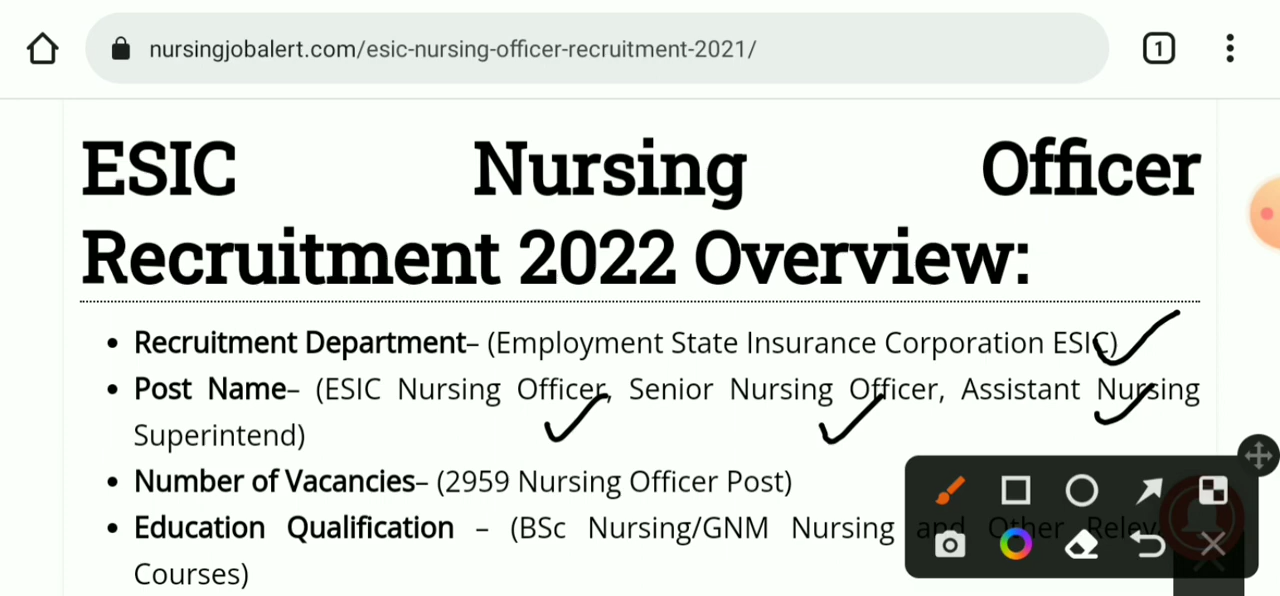 nursingjobalert.com/esic-nursing-officer-recruitment-2021/
1
ESIC Nursing Officer
Recruitment 2022 Overview:
• Recruitment Department– (Employment State Insurance Corporation ESIC)
• Post Name– (ESIC Nursing Officer, Senior Nursing Officer, Assistant Nursing
Superintend)
• Number of Vacancies– (2959 Nursing Officer Post)
• Education Qualification – (BSc Nursing/GNM Nursing and Other
Courses)